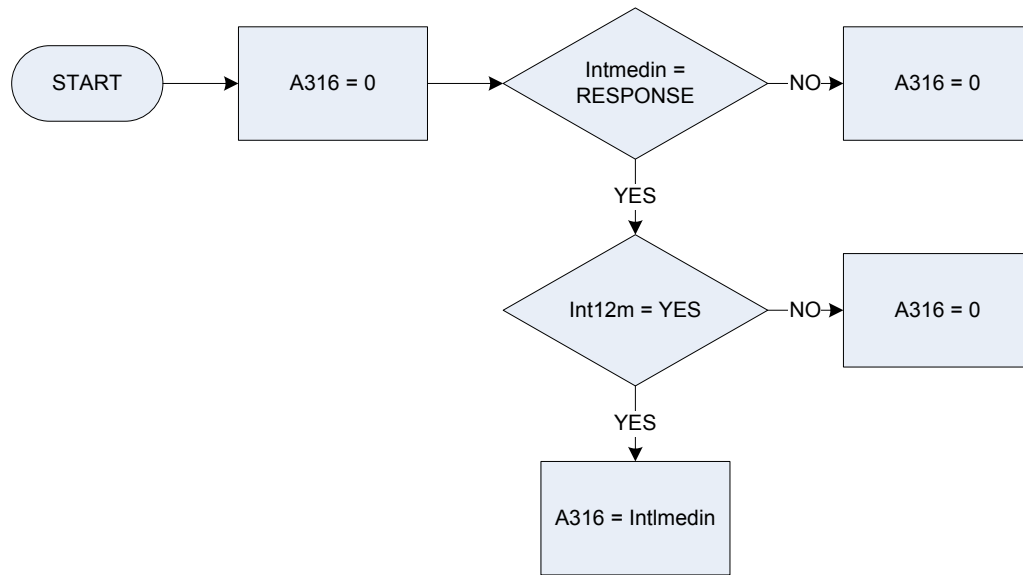 START
A316 = 0
Intmedin =
RESPONSE
NO
A316 = 0
YES
Int12m = YES
NO
A316 = 0
YES
A316 = Intlmedin